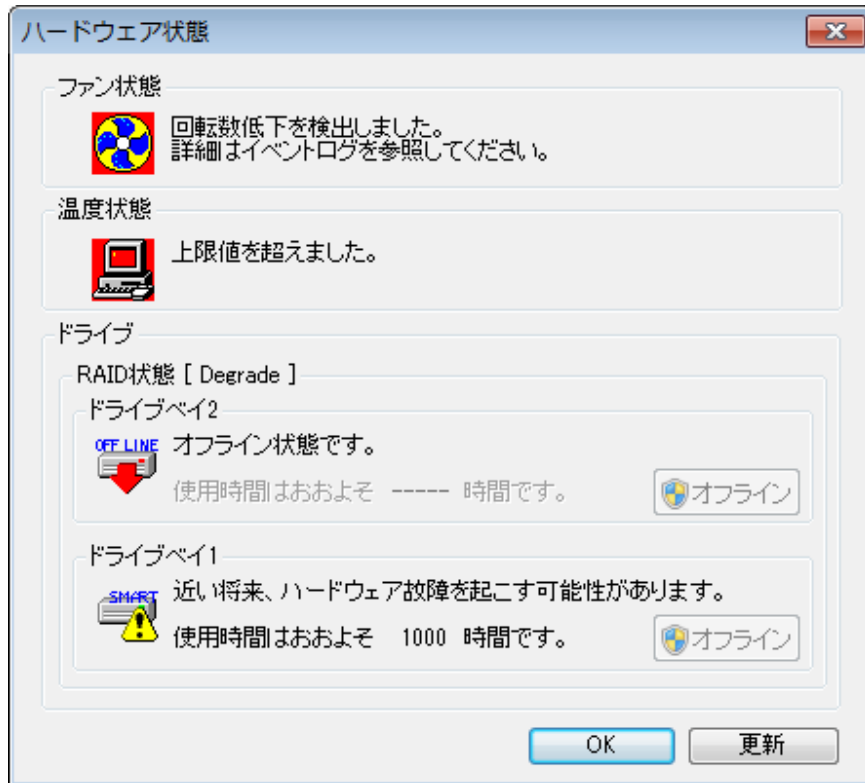 ハードウェア状態
ファン状態
回転数低下を検出しました。
詳細はイベントログを参照してください。
温度状態
上限値を超えました。
ドライブ
RAID状態 [ Degrade ]
ドライブベイ2
OFF LINE
オフライン状態です。
使用時間はおおよそ ----- 時間です。
オフライン
ドライブベイ1
SMART
近い将来、ハードウェア故障を起こす可能性があります。
使用時間はおおよそ 1000 時間です。
オフライン
OK
更新